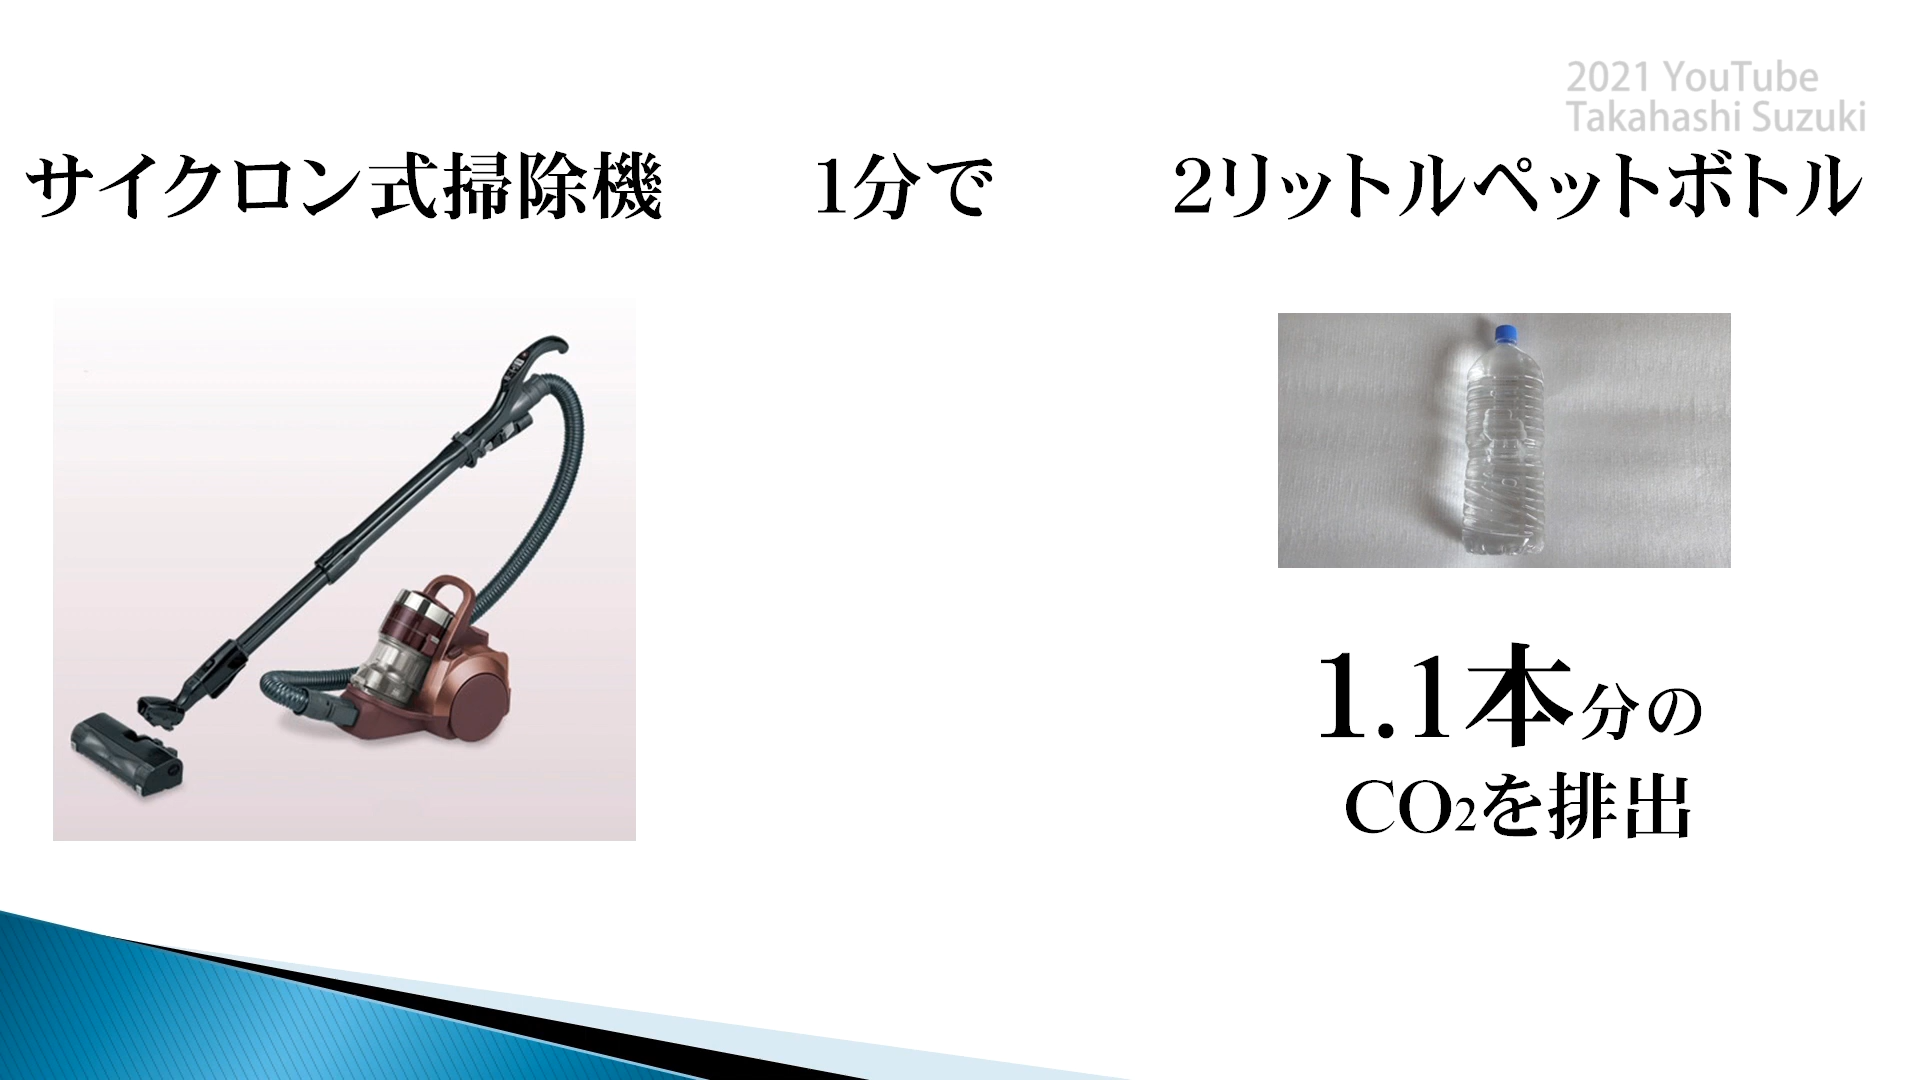 2021 YouTube
Takahashi Suzuki
サイクロン式掃除機 1分で 2リットルペットボトル
1.1本分の
CO₂を排出